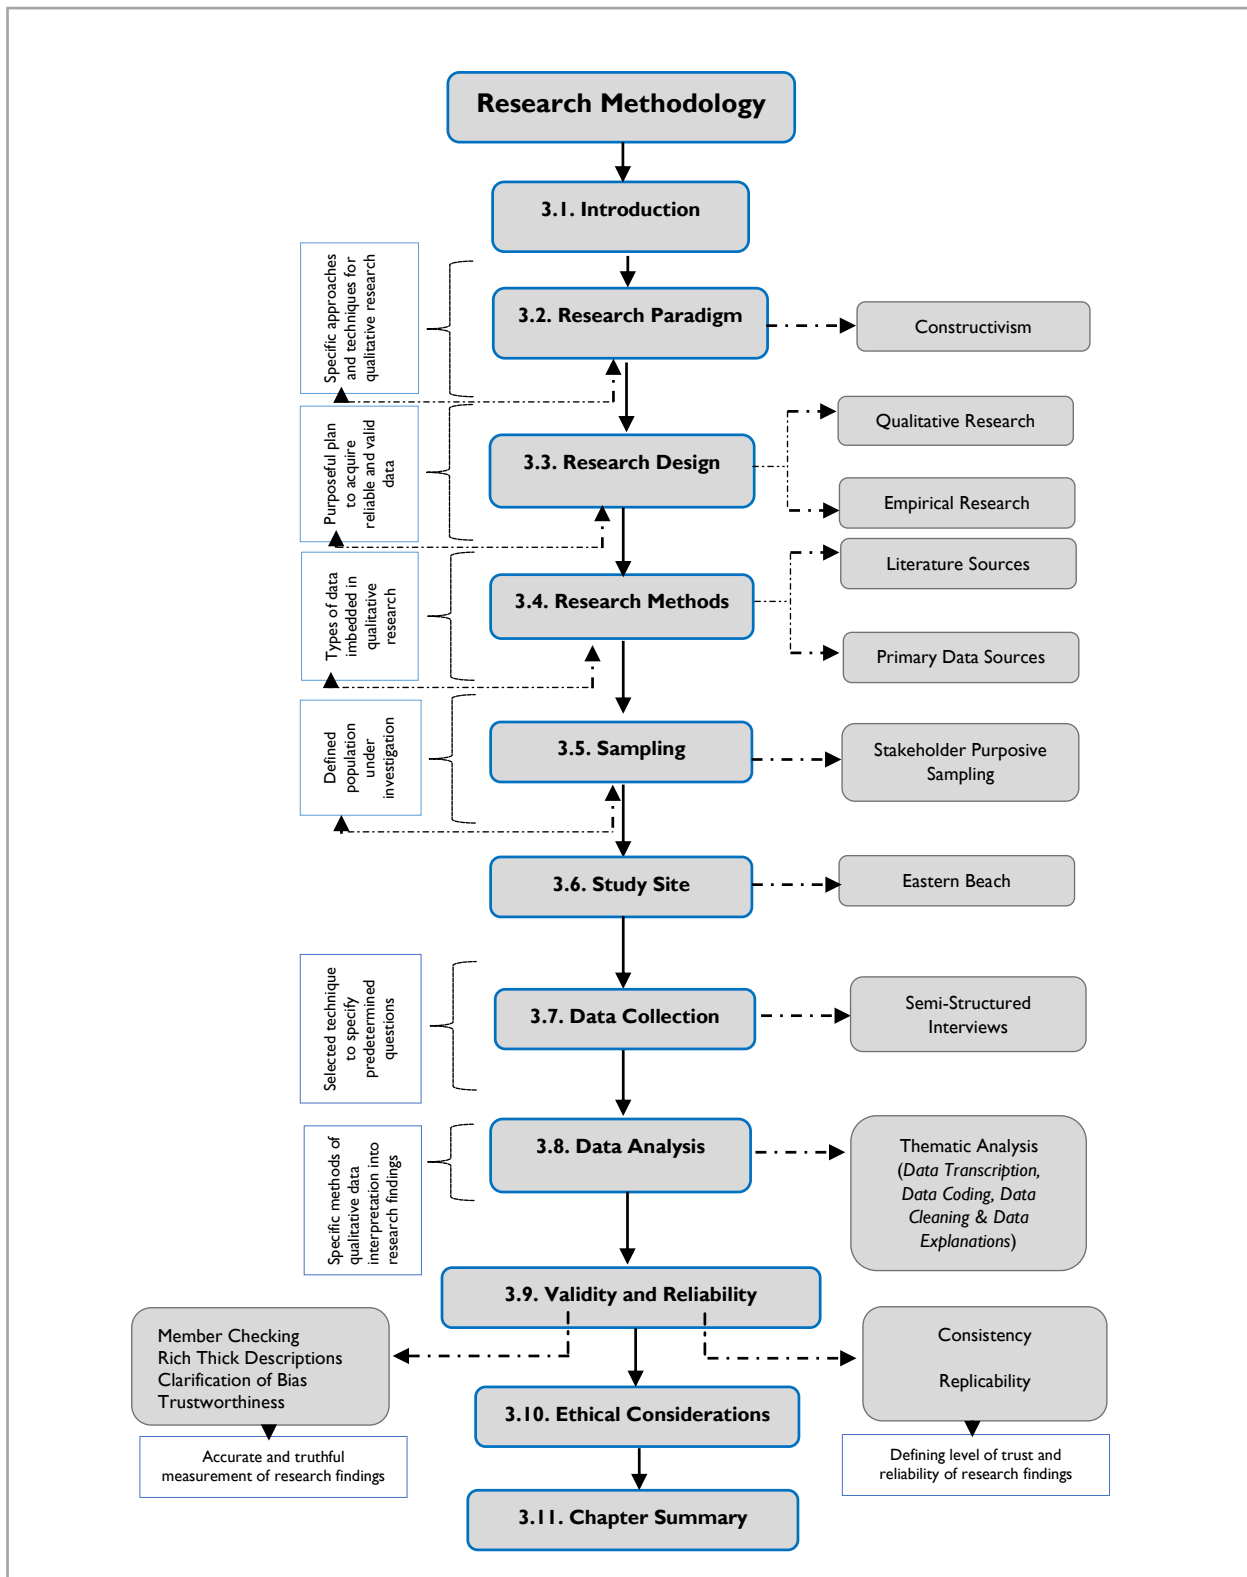 Research Methodology
3.1. Introduction
Specific approaches
and techniques for
qualitative research
3.2. Research Paradigm
Constructivism
Purposeful plan
to acquire
reliable and valid
data
3.3. Research Design
Qualitative Research
Empirical Research
Types of data
imbedded in
qualitative
research
3.4. Research Methods
Literature Sources
Primary Data Sources
Defined
population
under
investigation
3.5. Sampling
Stakeholder Purposive
Sampling
3.6. Study Site
Eastern Beach
Selected technique
to specify
predetermined
questions
3.7. Data Collection
Semi-Structured
Interviews
Specific methods of
qualitative data
interpretation into
research findings
3.8. Data Analysis
Thematic Analysis
(Data Transcription,
Data Coding, Data
Cleaning & Data
Explanations)
3.9. Validity and Reliability
Member Checking
Rich Thick Descriptions
Clarification of Bias
Trustworthiness
Consistency
Replicability
3.10. Ethical Considerations
Accurate and truthful
measurement of research findings
Defining level of trust and
reliability of research findings
3.11. Chapter Summary